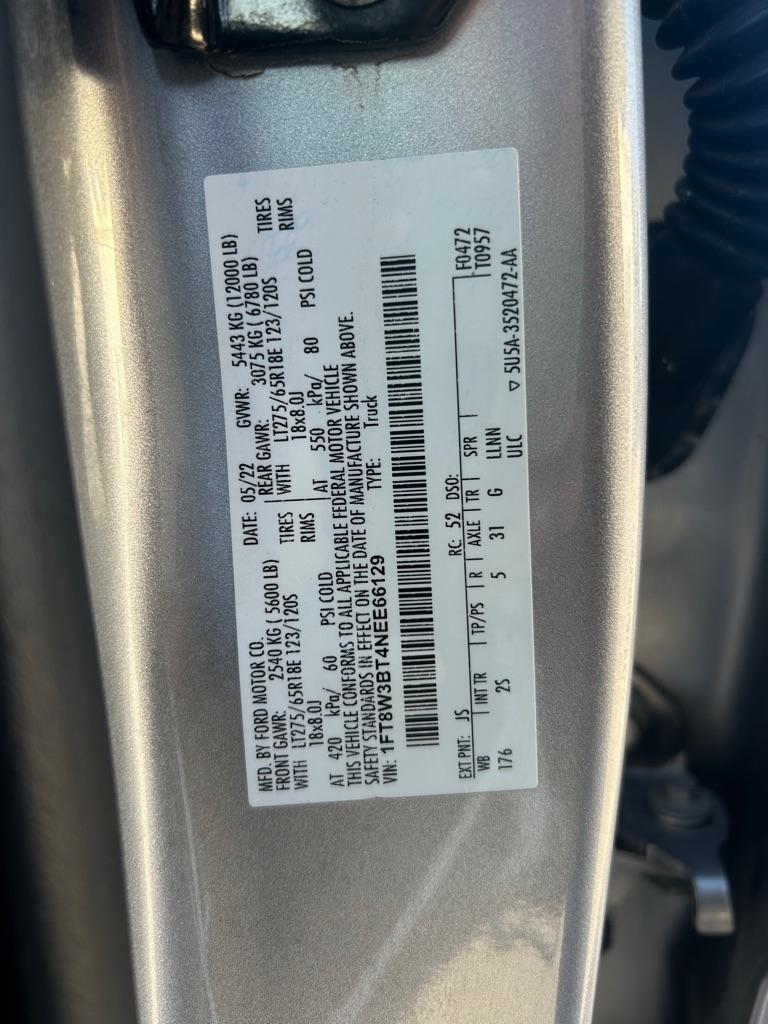 MFD. BY FORD MOTOR CO.
DATE: 05/22 GVWR: 5443 KG (12000 LB)
FRONT GAWR: 2540 KG ( 5600 LB) REAR GAWR: 3075 KG ( 6780 LB)
WITH LT275/65R18E 123/120S TIRES WITH LT275/65R18E 123/120S TIRES
18x8.0J RIMS 18x8.0J RIMS
AT 420 kPa/ 60 PSI COLD AT 550 kPa/ 80 PSI COLD
THIS VEHICLE CONFORMS TO ALL APPLICABLE FEDERAL MOTOR VEHICLE
SAFETY STANDARDS IN EFFECT ON THE DATE OF MANUFACTURE SHOWN ABOVE.
VIN: 1FT8W3BT4NEE66129 TYPE: Truck
EXT PNT: JS RC: 52 DSO: F0472
WB INT TR TP/PS R AXLE TR SPR T0957
176 2S 5 31 G LLNN
ULC ▽ 5U5A-3520472-AA